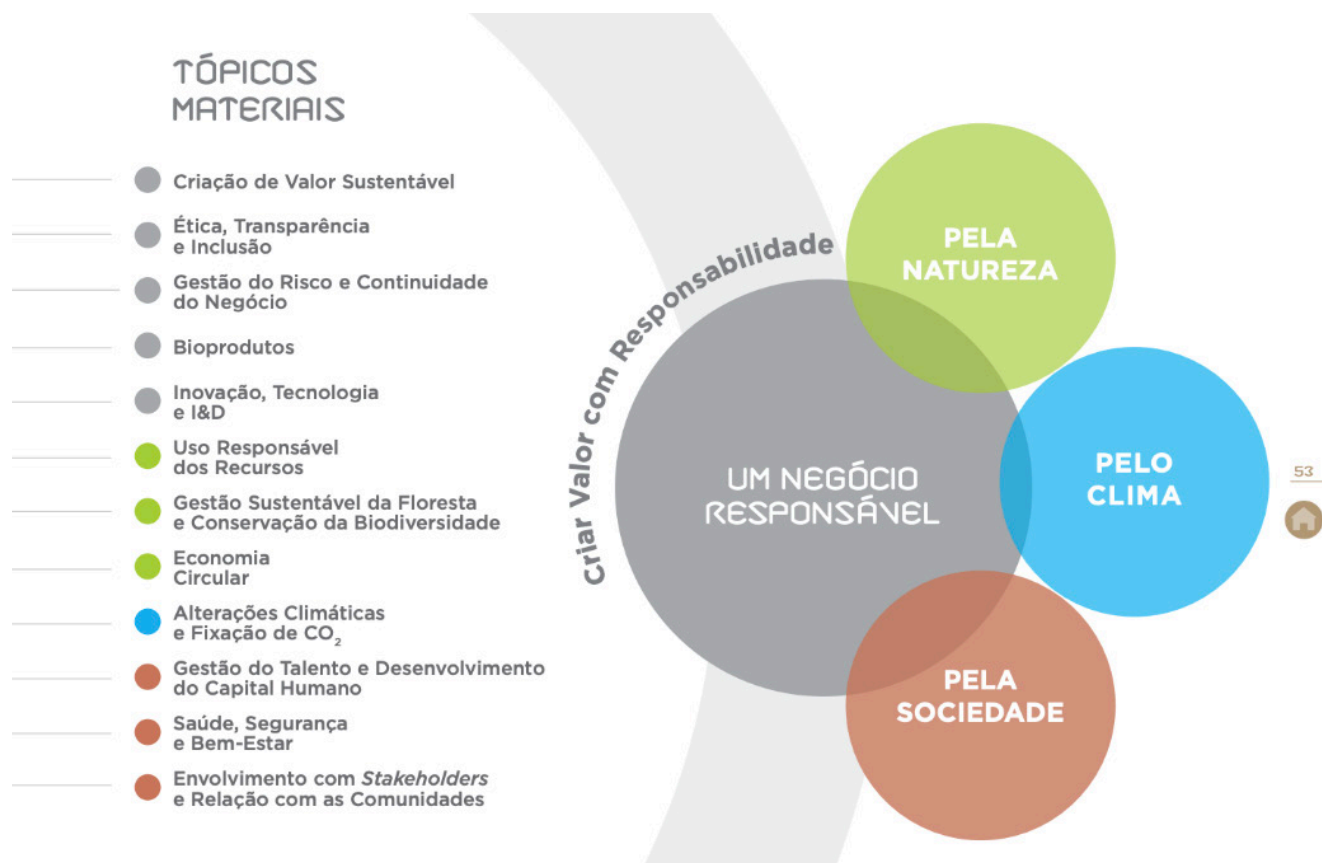 TÓPICOS
MATERIAIS
Criação de Valor Sustentável
Ética, Transparência
e Inclusão
Gestão do Risco e Continuidade
do Negócio
Bioprodutos
Inovação, Tecnologia
e I&D
Uso Responsável
dos Recursos
Gestão Sustentável da Floresta
e Conservação da Biodiversidade
Economia
Circular
Alterações Climáticas
e Fixação de CO₂
Gestão do Talento e Desenvolvimento
do Capital Humano
Saúde, Segurança
e Bem-Estar
Envolvimento com Stakeholders
e Relação com as Comunidades
Criar Valor com Responsabilidade
UM NEGÓCIO
RESPONSÁVEL
PELA
NATUREZA
PELO
CLIMA
PELA
SOCIEDADE
53